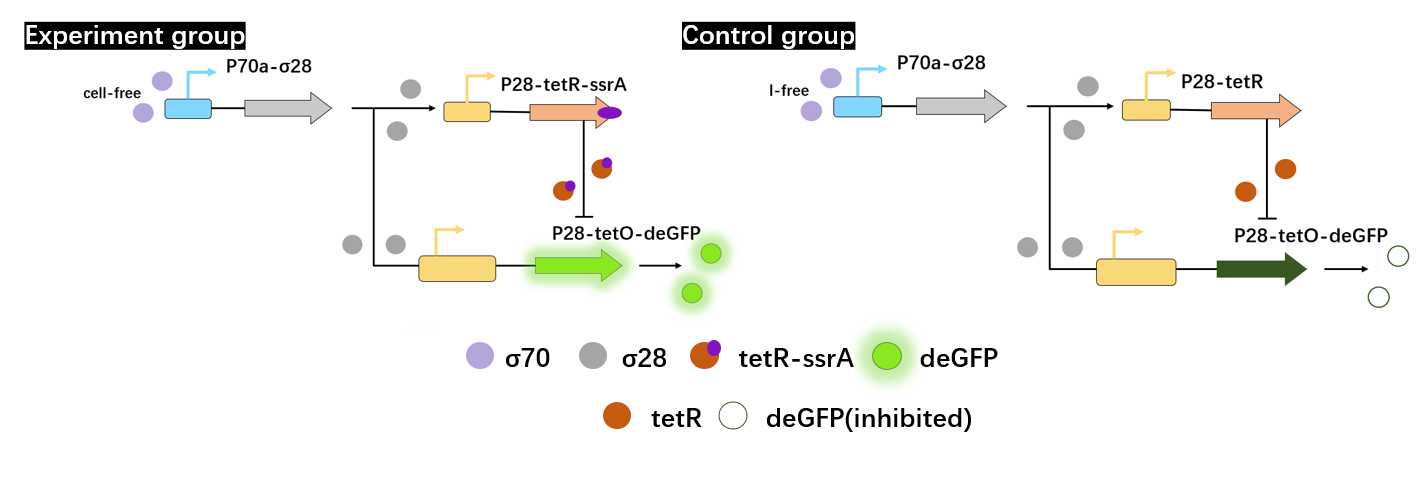 Experiment group
Control group
P70a-σ28
cell-free
P28-tetR-ssrA
P28-tetO-deGFP
P70a-σ28
l-free
P28-tetR
P28-tetO-deGFP
σ70
σ28
tetR-ssrA
deGFP
tetR
deGFP(inhibited)